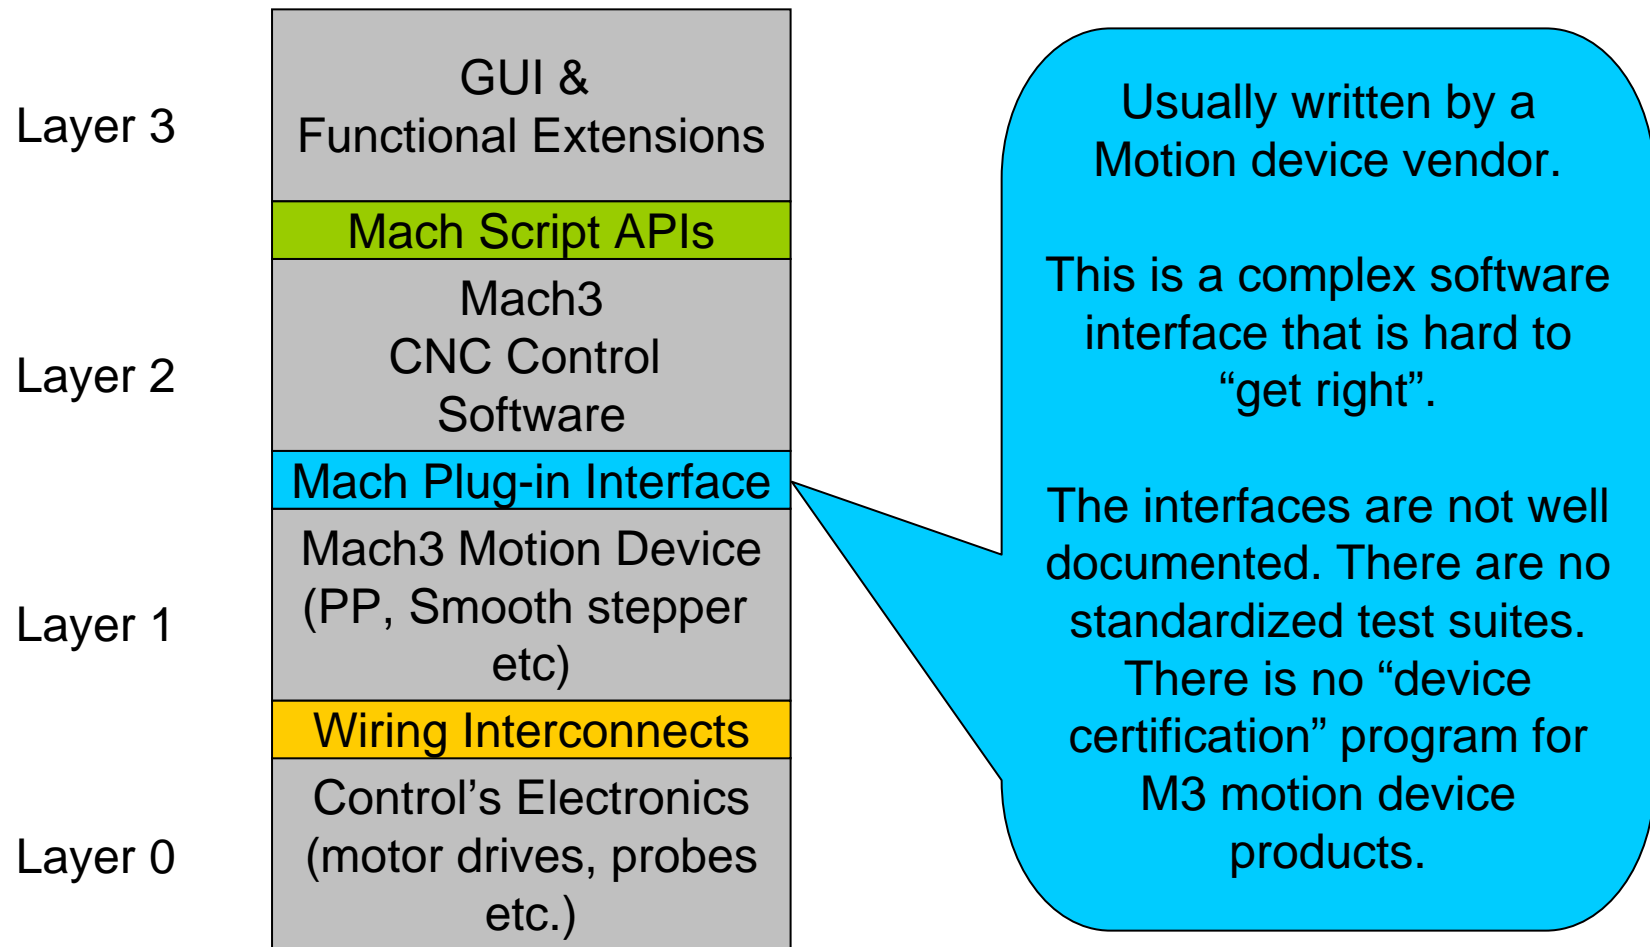 Layer 3
GUI &
Functional Extensions
Mach Script APIs
Layer 2
Mach3
CNC Control
Software
Mach Plug-in Interface
Layer 1
Mach3 Motion Device
(PP, Smooth stepper
etc)
Wiring Interconnects
Layer 0
Control’s Electronics
(motor drives, probes
etc.)
Usually written by a
Motion device vendor.
This is a complex software
interface that is hard to
“get right”.
The interfaces are not well
documented. There are no
standardized test suites.
There is no “device
certification” program for
M3 motion device
products.